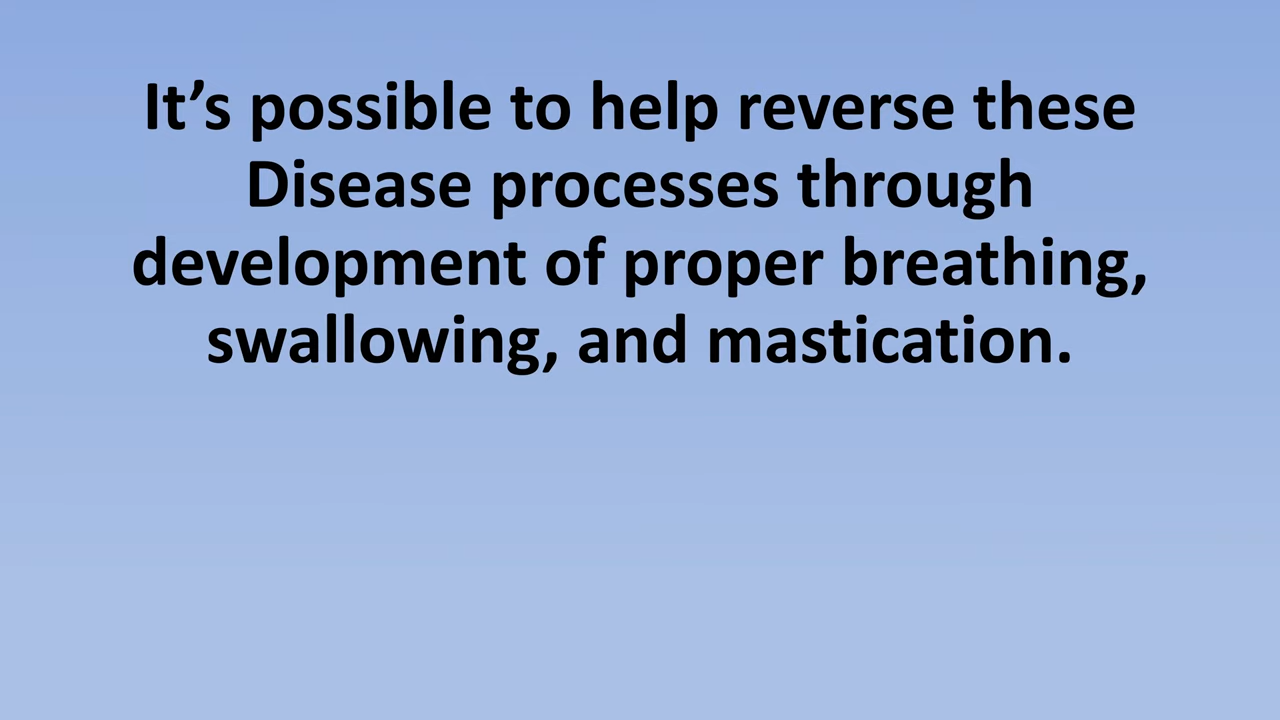 It’s possible to help reverse these
Disease processes through
development of proper breathing,
swallowing, and mastication.